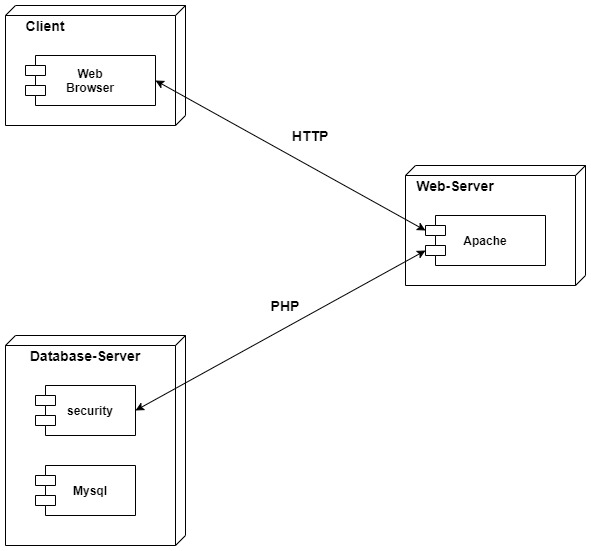 Client
Web
Browser
HTTP
Web-Server
Apache
PHP
Database-Server
security
Mysql